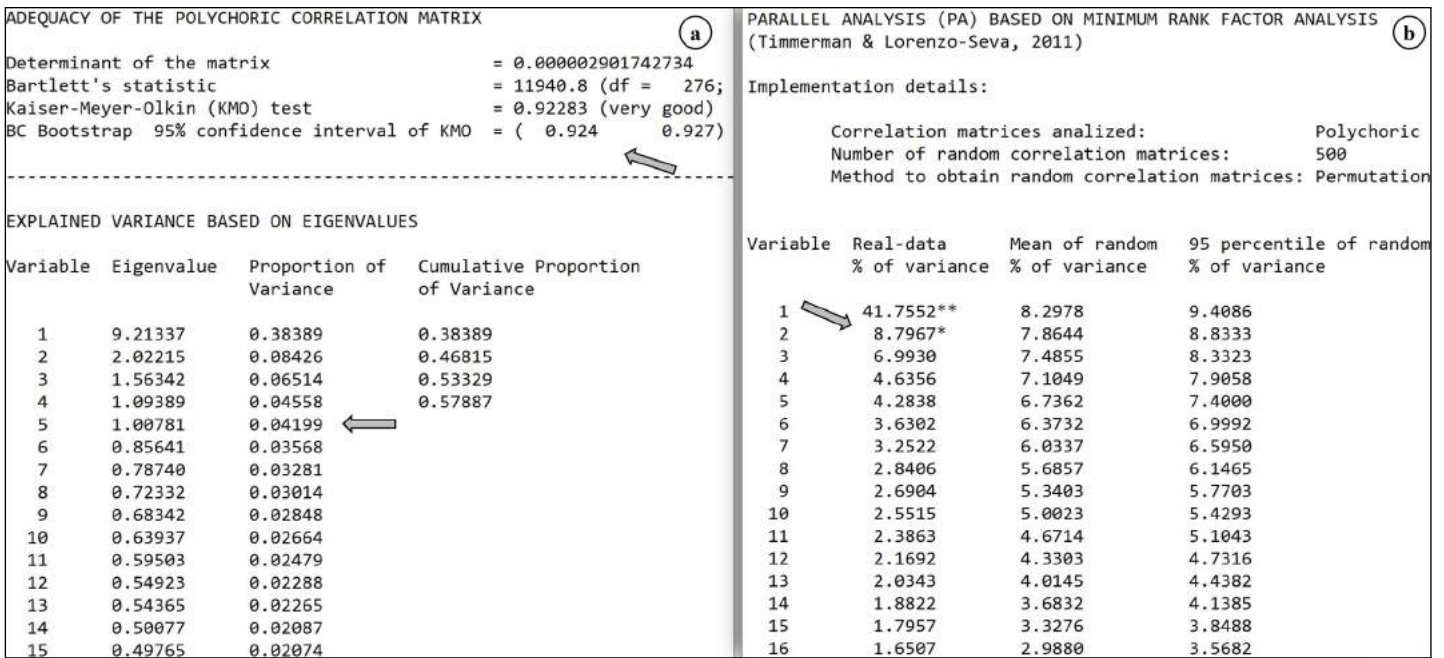 ADEQUACY OF THE POLYCHORIC CORRELATION MATRIX
a
Determinant of the matrix = 0.000002901742734
Bartlett's statistic = 11940.8 (df = 276;
Kaiser-Meyer-Olkin (KMO) test = 0.92283 (very good)
BC Bootstrap 95% confidence interval of KMO = ( 0.924 0.927)
--------------------------------------------------------------------------------
EXPLAINED VARIANCE BASED ON EIGENVALUES
Variable Eigenvalue Proportion of Cumulative Proportion
Variance of Variance
1 9.21337 0.38389 0.38389
2 2.02215 0.08426 0.46815
3 1.56342 0.06514 0.53329
4 1.09389 0.04558 0.57887
5 1.00781 0.04199
6 0.85641 0.03568
7 0.78740 0.03281
8 0.72332 0.03014
9 0.68342 0.02848
10 0.63937 0.02664
11 0.59503 0.02479
12 0.54923 0.02288
13 0.54365 0.02265
14 0.50077 0.02087
15 0.49765 0.02074
PARALLEL ANALYSIS (PA) BASED ON MINIMUM RANK FACTOR ANALYSIS
(Timmerman & Lorenzo-Seva, 2011)
b
Implementation details:
Correlation matrices analized: Polychoric
Number of random correlation matrices: 500
Method to obtain random correlation matrices: Permutation
Variable Real-data Mean of random 95 percentile of random
% of variance % of variance % of variance
1 41.7552** 8.2978 9.4086
2 8.7967* 7.8644 8.8333
3 6.9930 7.4855 8.3323
4 4.6356 7.1049 7.9058
5 4.2838 6.7362 7.4000
6 3.6302 6.3732 6.9992
7 3.2522 6.0337 6.5950
8 2.8406 5.6857 6.1465
9 2.6904 5.3403 5.7703
10 2.5515 5.0023 5.4293
11 2.3863 4.6714 5.1043
12 2.1692 4.3303 4.7316
13 2.0343 4.0145 4.4382
14 1.8822 3.6832 4.1385
15 1.7957 3.3276 3.8488
16 1.6507 2.9880 3.5682